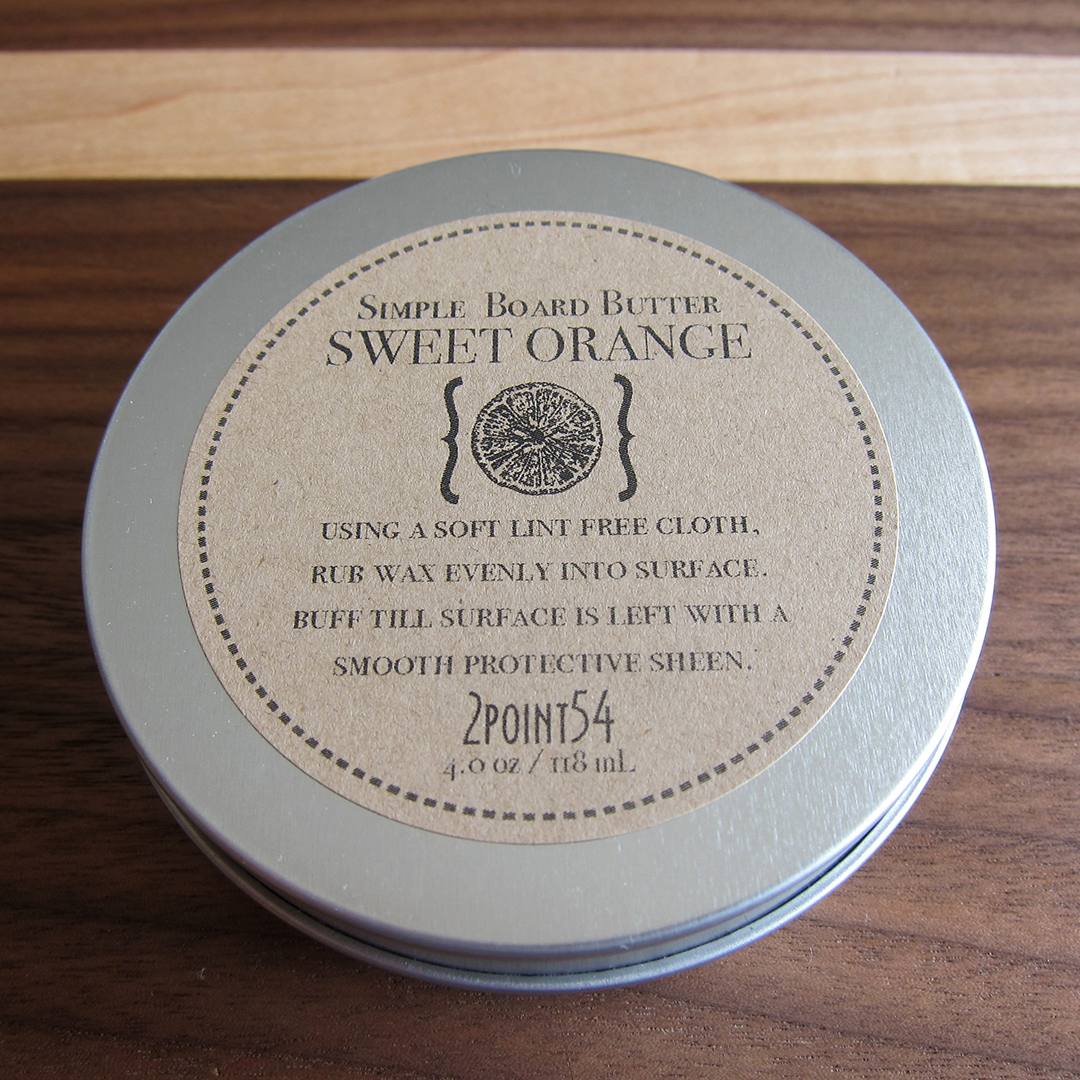 SIMPLE BOARD BUTTER
SWEET ORANGE
USING A SOFT LINT FREE CLOTH,
RUB WAX EVENLY INTO SURFACE.
BUFF TILL SURFACE IS LEFT WITH A
SMOOTH PROTECTIVE SHEEN.
2POINT54
4.0 oz / 118 mL